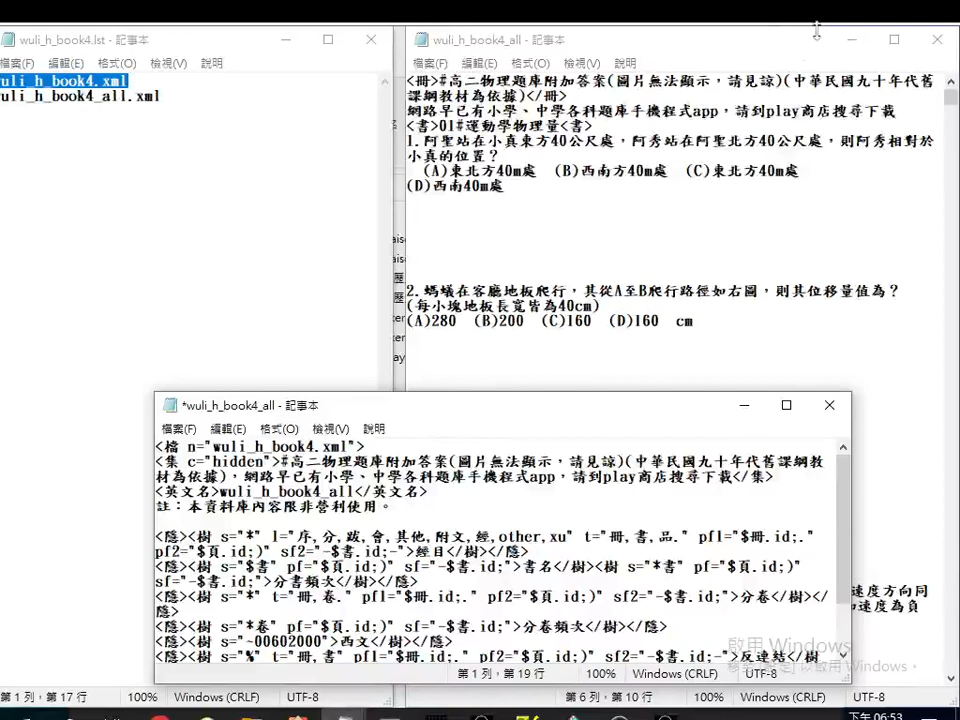 wuli_h_book4.lst - 記事本
檔案(F) 編輯(E) 格式(O) 檢視(V) 說明
uli_h_book4.xml
uli_h_book4_all.xml
第 1 列，第 17 行 100% Windows (CRLF) UTF-8
wuli_h_book4_all - 記事本
檔案(F) 編輯(E) 格式(O) 檢視(V) 說明
<冊>#高二物理題庫附加答案(圖片無法顯示，請見諒)(中華民國九十年代舊
課綱教材為依據)</冊>
網路早已有小學、中學各科題庫手機程式app，請到play商店搜尋下載
<書>01#運動學物理量<書>
1.阿聖站在小真東方40公尺處，阿秀站在阿聖北方40公尺處，則阿秀相對於
小真的位置？
(A)東北方40m處 (B)西南方40m處 (C)東北方40m處
(D)西南40m處
2.螞蟻在客廳地板爬行，其從A至B爬行路徑如右圖，則其位移量值為？
(每小塊地板長寬皆為40cm)
(A)280 (B)200 (C)160 (D)160 cm
速度方向同
速度為負
第 6 列，第 10 行 100% Windows (CRLF) UTF-8
*wuli_h_book4_all - 記事本
檔案(F) 編輯(E) 格式(O) 檢視(V) 說明
<檔 n="wuli_h_book4.xml">
<集 c="hidden">#高二物理題庫附加答案(圖片無法顯示，請見諒)(中華民國九十年代舊課綱教
材為依據)，網路早已有小學、中學各科題庫手機程式app，請到play商店搜尋下載</集>
<英文名>wuli_h_book4_all</英文名>
註：本資料庫內容限非營利使用。
<隱><樹 s="*" l="序,分,跋,會,其他,附文,經,other,xu" t="冊,書,品." pf1="$冊.id;."
pf2="$頁.id;)" sf2="-$書.id;-">經目</樹></隱>
<隱><樹 s="$書" pf="$頁.id;)" sf="-$書.id;-">書名</樹><樹 s="*書" pf="$頁.id;)"
sf="-$書.id;-">分書頻次</樹></隱>
<隱><樹 s="*" t="冊,卷." pf1="$冊.id;." pf2="$頁.id;)" sf2="-$書.id;-">分卷</樹></
隱>
<隱><樹 s="*卷" pf="$頁.id;)" sf="-$書.id;-">分卷頻次</樹></隱>
<隱><樹 s="~00602000">西文</樹></隱>
<隱><樹 s="%" t="冊,書" pf1="$冊.id;." pf2="$頁.id;)" sf2="-$書.id;-">反連結</樹
第 1 列，第 19 行 100% Windows (CRLF) UTF-8
啟用 Windows
下午 06:53